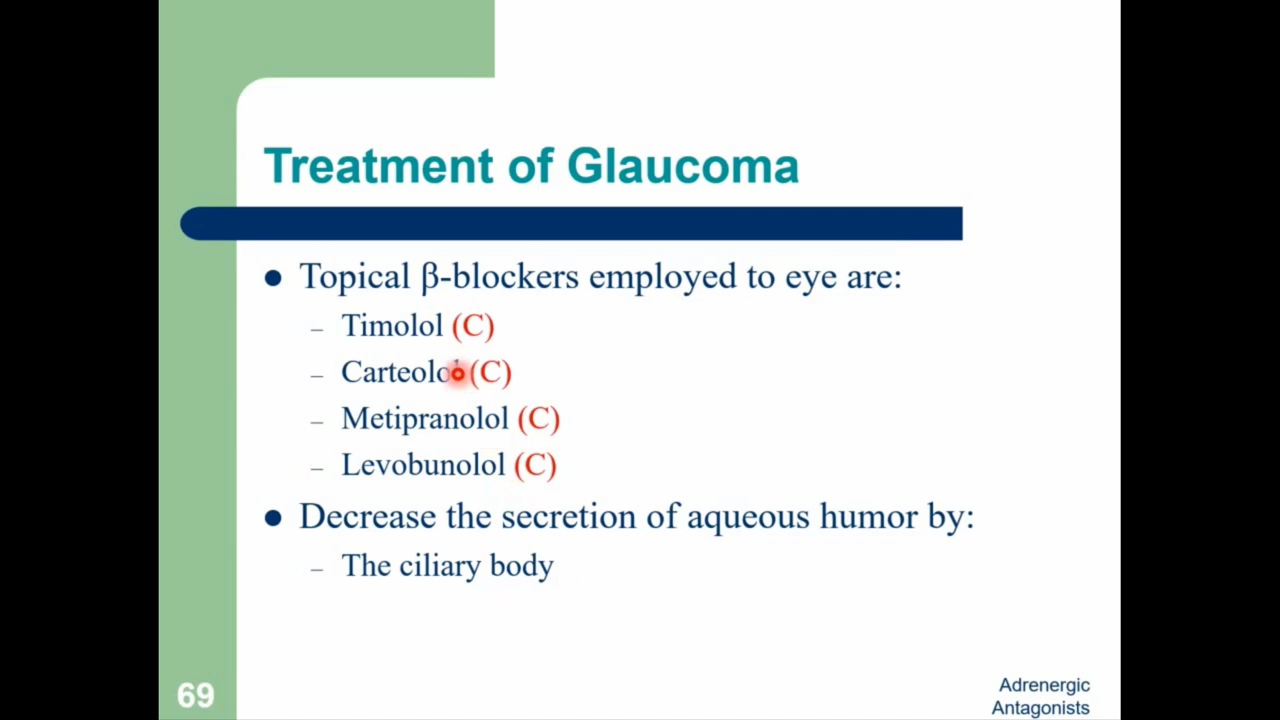 Treatment of Glaucoma
● Topical β-blockers employed to eye are:
– Timolol (C)
– Carteolol (C)
– Metipranolol (C)
– Levobunolol (C)
● Decrease the secretion of aqueous humor by:
– The ciliary body
69
Adrenergic
Antagonists